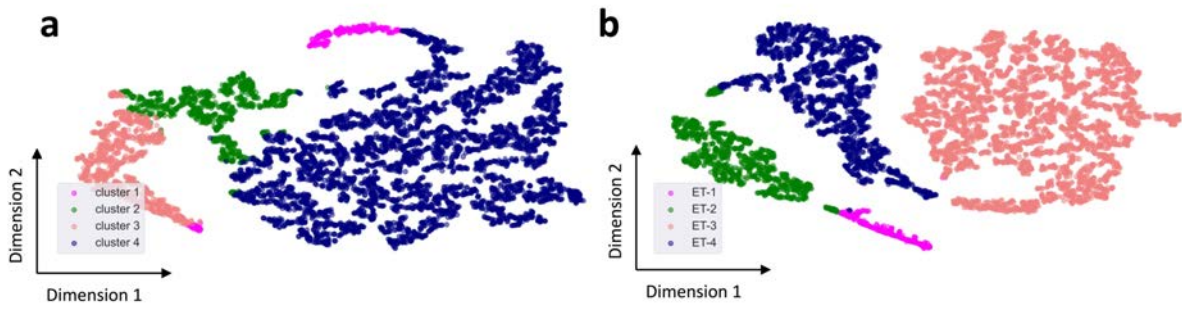 a
Dimension 2
cluster 1
cluster 2
cluster 3
cluster 4
Dimension 1
b
Dimension 2
ET-1
ET-2
ET-3
ET-4
Dimension 1